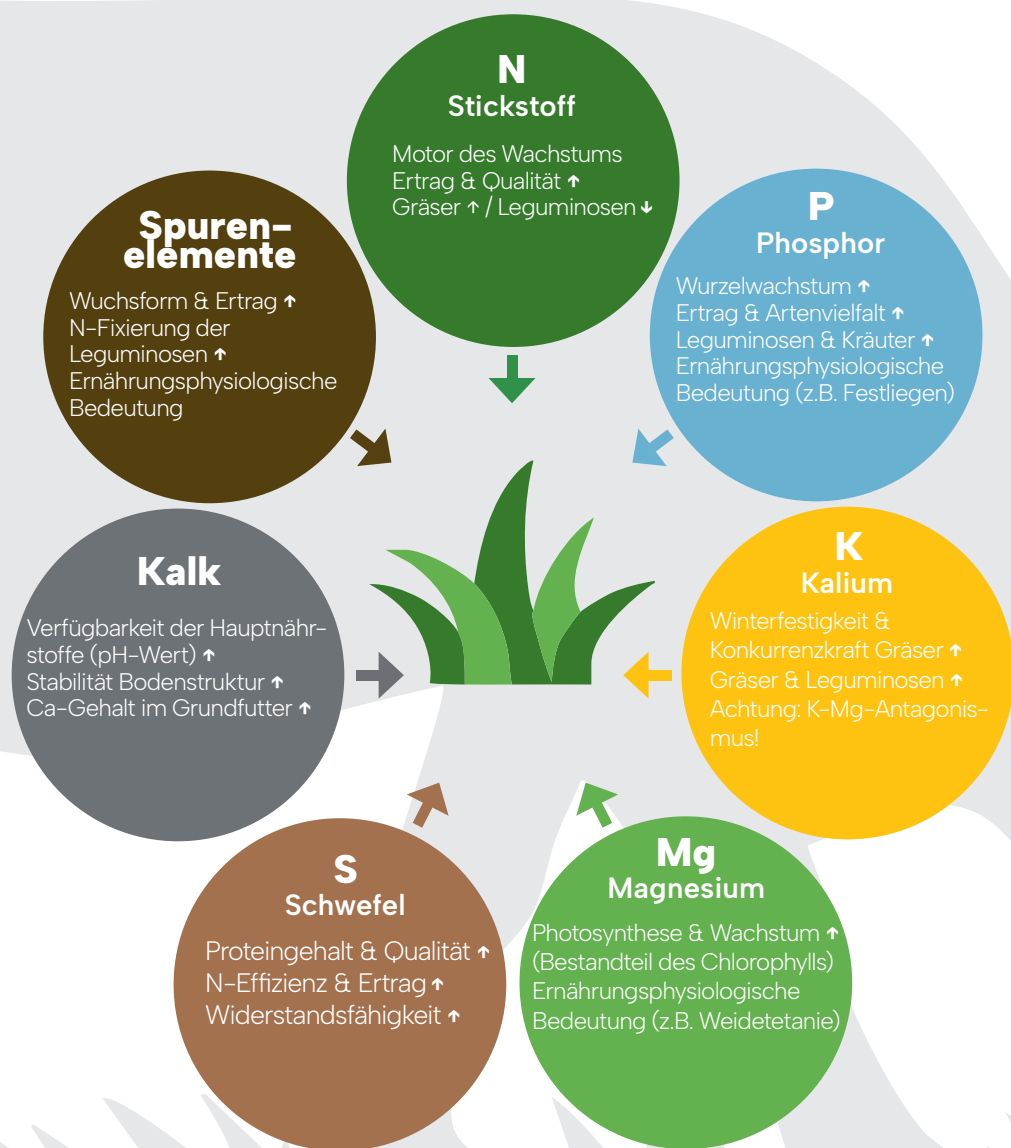 N
Stickstoff
Motor des Wachstums
Ertrag & Qualität ↑
Gräser ↑ / Leguminosen ↓
P
Phosphor
Wurzelwachstum ↑
Ertrag & Artenvielfalt ↑
Leguminosen & Kräuter ↑
Ernährungsphysiologische
Bedeutung (z.B. Festliegen)
K
Kalium
Winterfestigkeit &
Konkurrenzkraft Gräser ↑
Gräser & Leguminosen ↑
Achtung: K-Mg-Antagonis-
mus!
Mg
Magnesium
Photosynthese & Wachstum ↑
(Bestandteil des Chlorophylls)
Ernährungsphysiologische
Bedeutung (z.B. Weidetetanie)
S
Schwefel
Proteingehalt & Qualität ↑
N-Effizienz & Ertrag ↑
Widerstandsfähigkeit ↑
Kalk
Verfügbarkeit der Hauptnähr-
stoffe (pH-Wert) ↑
Stabilität Bodenstruktur ↑
Ca-Gehalt im Grundfutter ↑
Spuren-
elemente
Wuchsform & Ertrag ↑
N-Fixierung der
Leguminosen ↑
Ernährungsphysiologische
Bedeutung